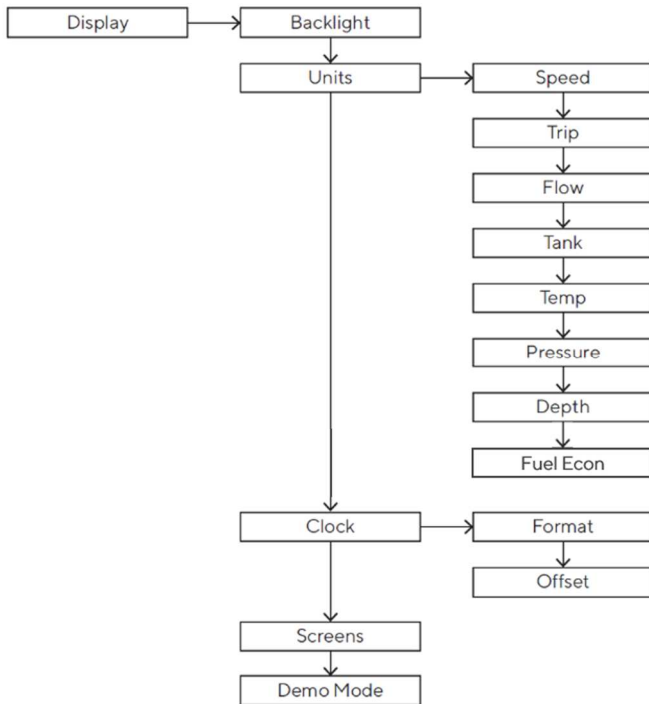 Display
Backlight
Units
Speed
Trip
Flow
Tank
Temp
Pressure
Depth
Fuel Econ
Clock
Format
Offset
Screens
Demo Mode